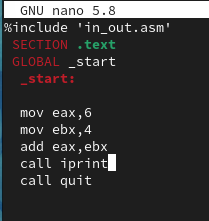 GNU nano 5.8
%include 'in_out.asm'
SECTION .text
GLOBAL _start
_start:
mov eax,6
mov ebx,4
add eax,ebx
call iprint
call quit